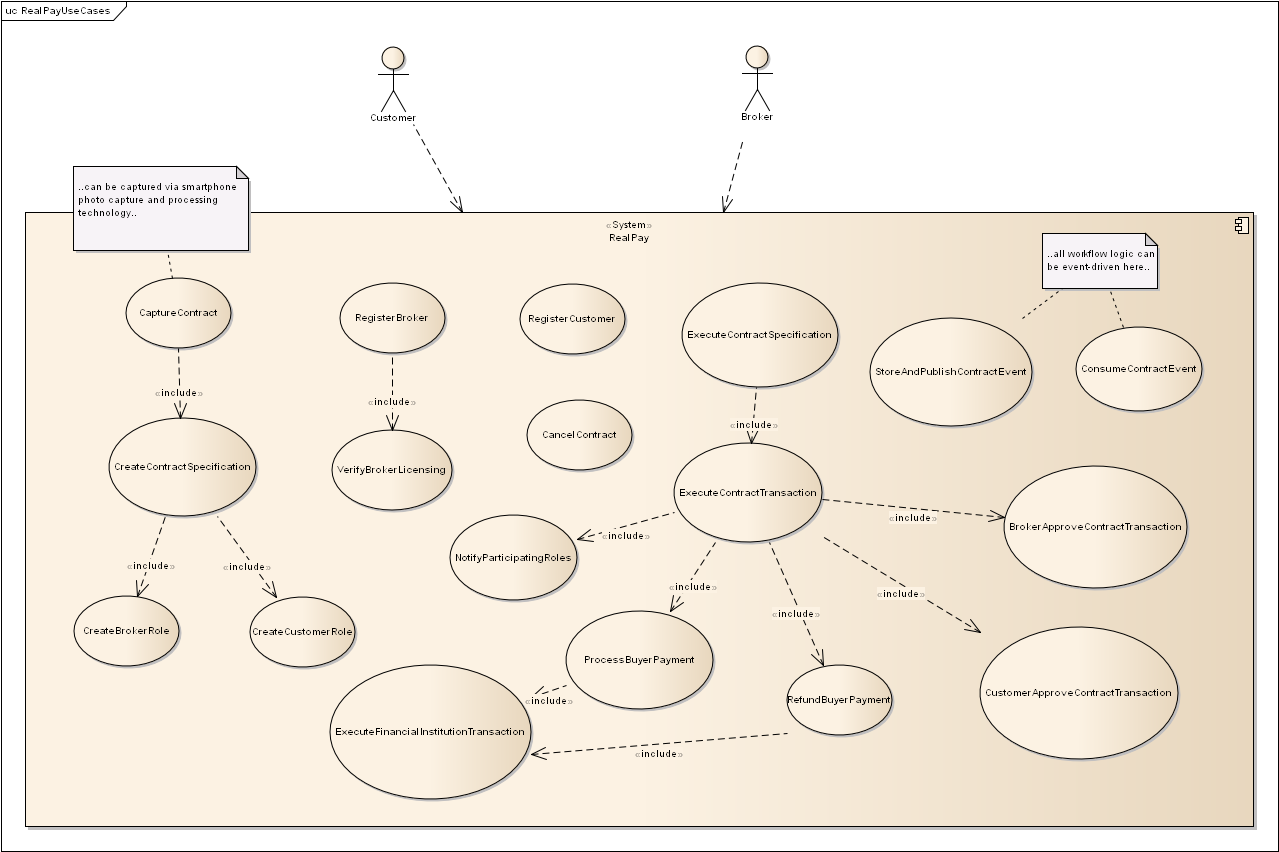 uc RealPayUseCases
Customer
Broker
..can be captured via smartphone
photo capture and processing
technology..
«System»
RealPay
..all workflow logic can
be event-driven here..
CaptureContract
RegisterBroker
RegisterCustomer
ExecuteContractSpecification
StoreAndPublishContractEvent
ConsumeContractEvent
«include»
«include»
«include»
CancelContract
CreateContractSpecification
VerifyBrokerLicensing
ExecuteContractTransaction
«include»
BrokerApproveContractTransaction
«include»
NotifyParticipatingRoles
«include»
«include»
«include»
«include»
«include»
CreateBrokerRole
CreateCustomerRole
ProcessBuyerPayment
CustomerApproveContractTransaction
RefundBuyerPayment
«include»
ExecuteFinancialInstitutionTransaction
«include»